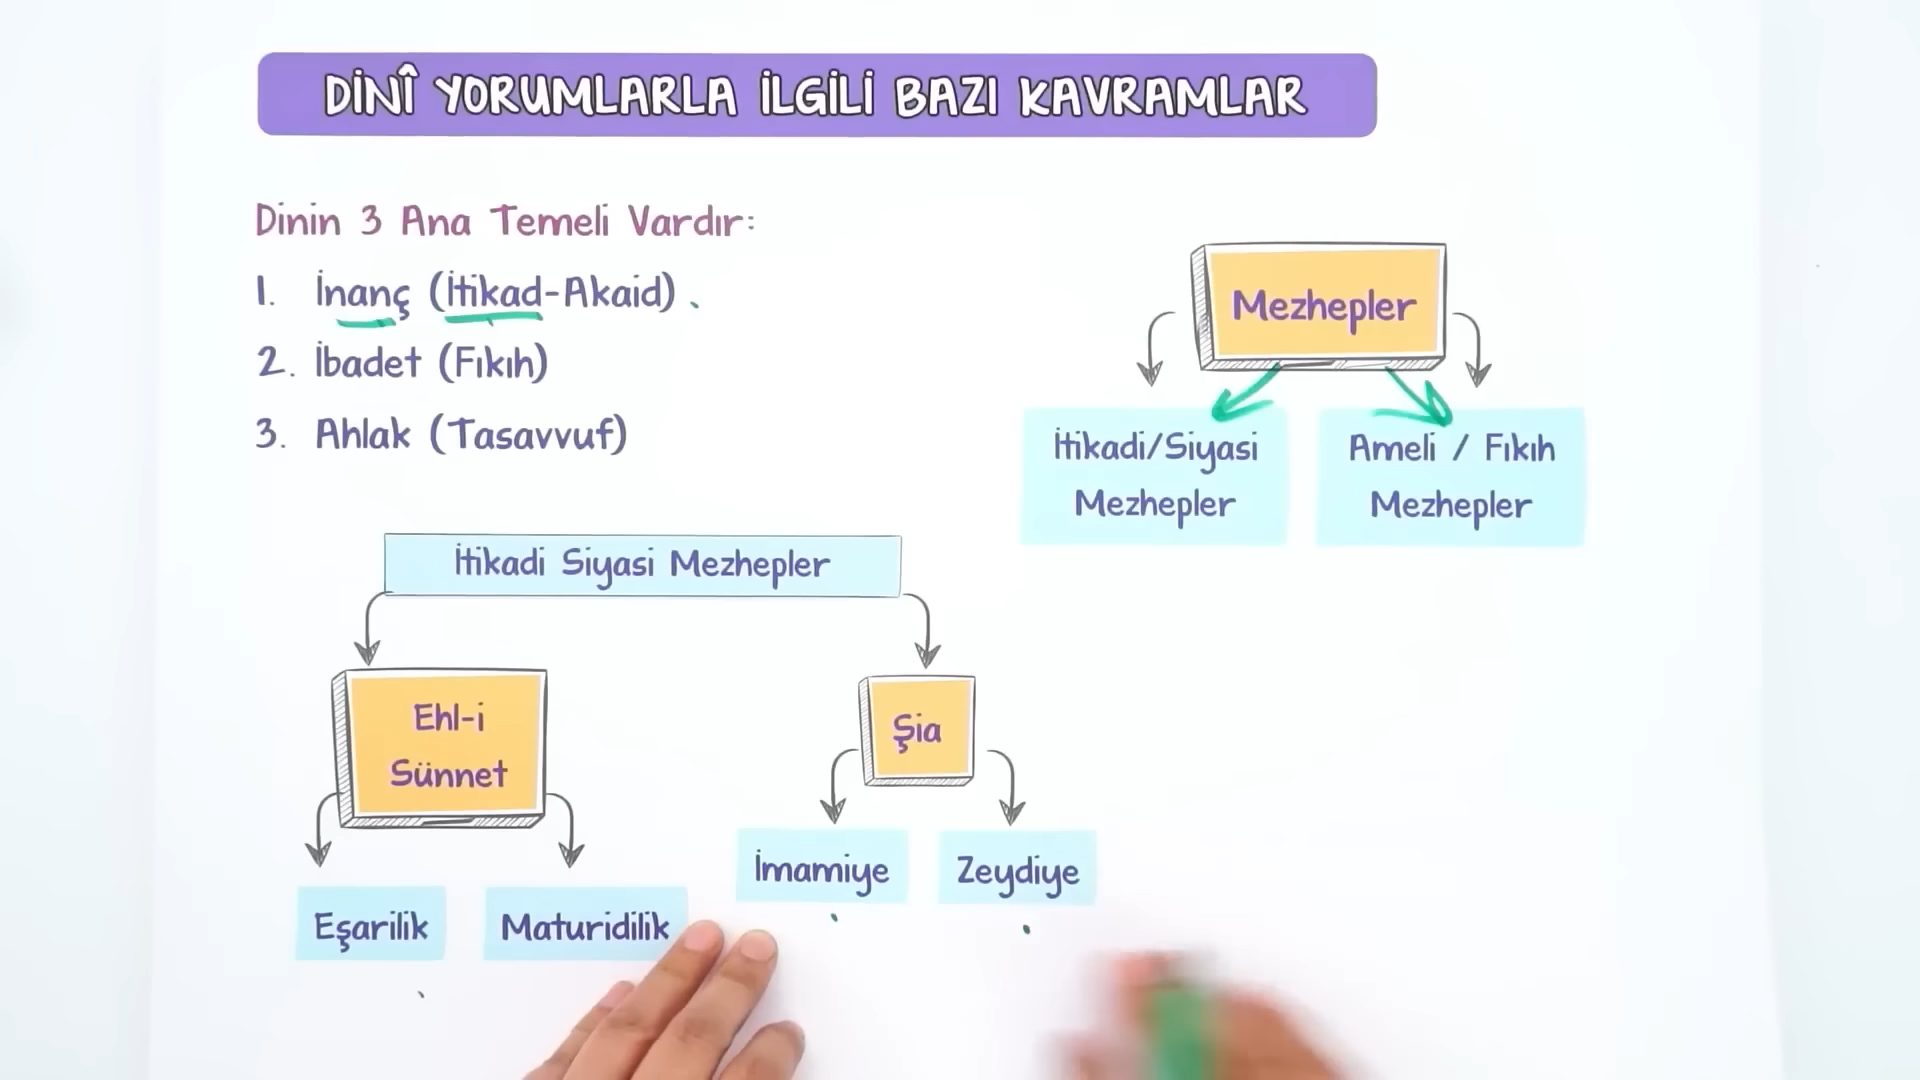 DİNÎ YORUMLARLA İLGİLİ BAZI KAVRAMLAR
Dinin 3 Ana Temeli Vardır:
1. İnanç (İtikad-Akaid)
2. İbadet (Fıkıh)
3. Ahlak (Tasavvuf)
Mezhepler
İtikadi/Siyasi
Mezhepler
Ameli / Fıkıh
Mezhepler
İtikadi Siyasi Mezhepler
Ehl-i
Sünnet
Şia
Eşarilik
Maturidilik
İmamiye
Zeydiye